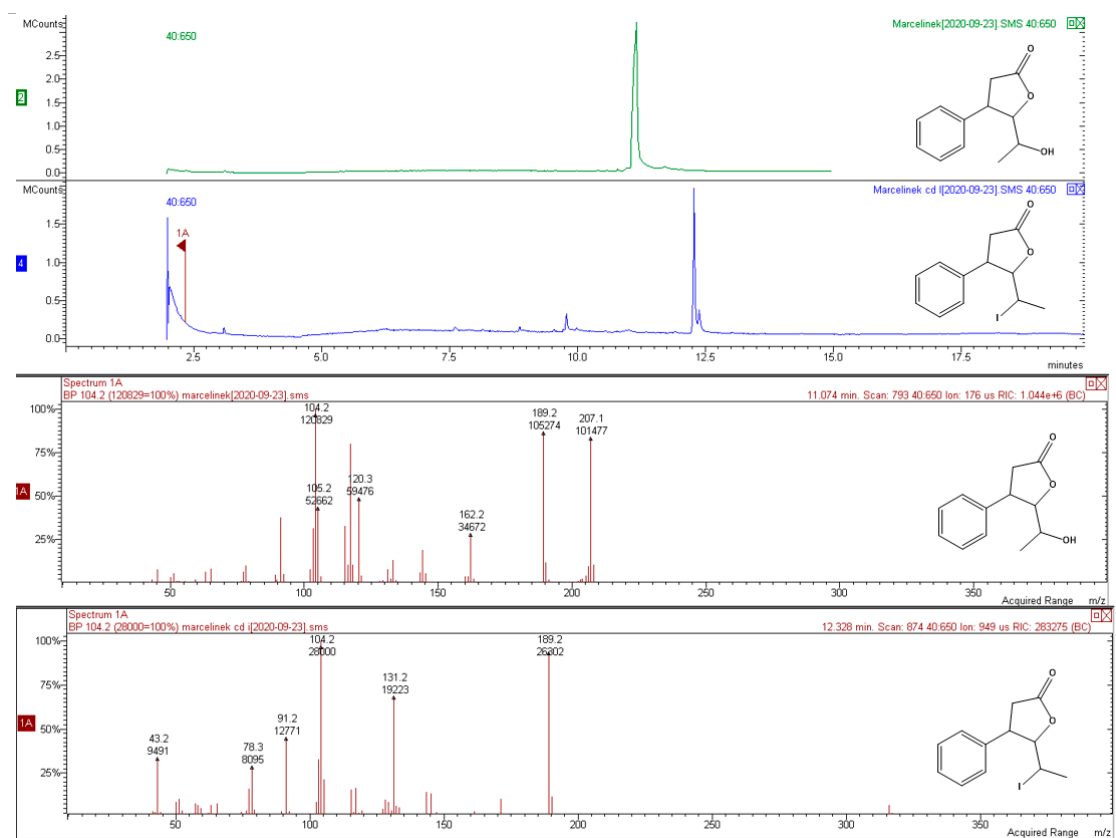 MCounts
Marcelinek[2020-09-23].SMS 40:650
40:650
2.5
2.0
1.5
1.0
0.5
0.0
2
O
O
OH
MCounts
Marcelinek cd I[2020-09-23].SMS 40:650
40:650
1A
1.5
1.0
0.5
0.0
4
O
O
I
2.5 5.0 7.5 10.0 12.5 15.0 17.5
minutes
Spectrum 1A
BP 104.2 (120829=100%) marcelinek[2020-09-23].sms
11.074 min. Scan: 793 40:650 Ion: 176 us RIC: 1.044e+6 (BC)
100%
75%
50%
25%
1A
104.2
120829
189.2
105274
207.1
101477
105.2
52662
120.3
59476
162.2
34672
O
O
OH
50 100 150 200 250 300 350
Acquired Range m/z
Spectrum 1A
BP 104.2 (28000=100%) marcelinek cd i[2020-09-23].sms
12.328 min. Scan: 874 40:650 Ion: 949 us RIC: 283275 (BC)
100%
75%
50%
25%
1A
104.2
28000
189.2
26302
131.2
19223
91.2
12771
43.2
9491
78.3
8095
O
O
I
50 100 150 200 250 300 350
Acquired Range m/z